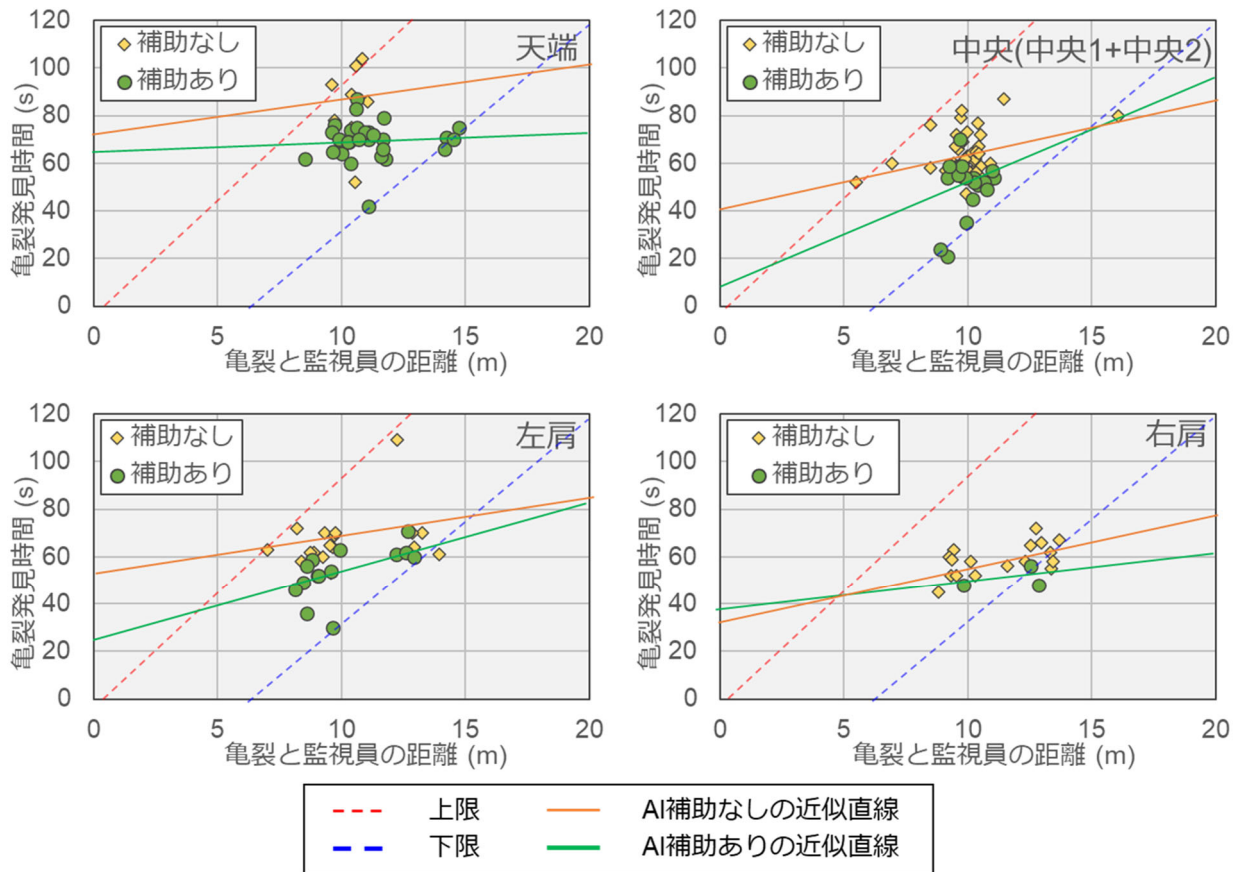 天端
補助なし
補助あり
亀裂発見時間 (s)
120
100
80
60
40
20
0
0 5 10 15 20
亀裂と監視員の距離 (m)
中央(中央1+中央2)
補助なし
補助あり
亀裂発見時間 (s)
120
100
80
60
40
20
0
0 5 10 15 20
亀裂と監視員の距離 (m)
左肩
補助なし
補助あり
亀裂発見時間 (s)
120
100
80
60
40
20
0
0 5 10 15 20
亀裂と監視員の距離 (m)
右肩
補助なし
補助あり
亀裂発見時間 (s)
120
100
80
60
40
20
0
0 5 10 15 20
亀裂と監視員の距離 (m)
上限 AI補助なしの近似直線
下限 AI補助ありの近似直線